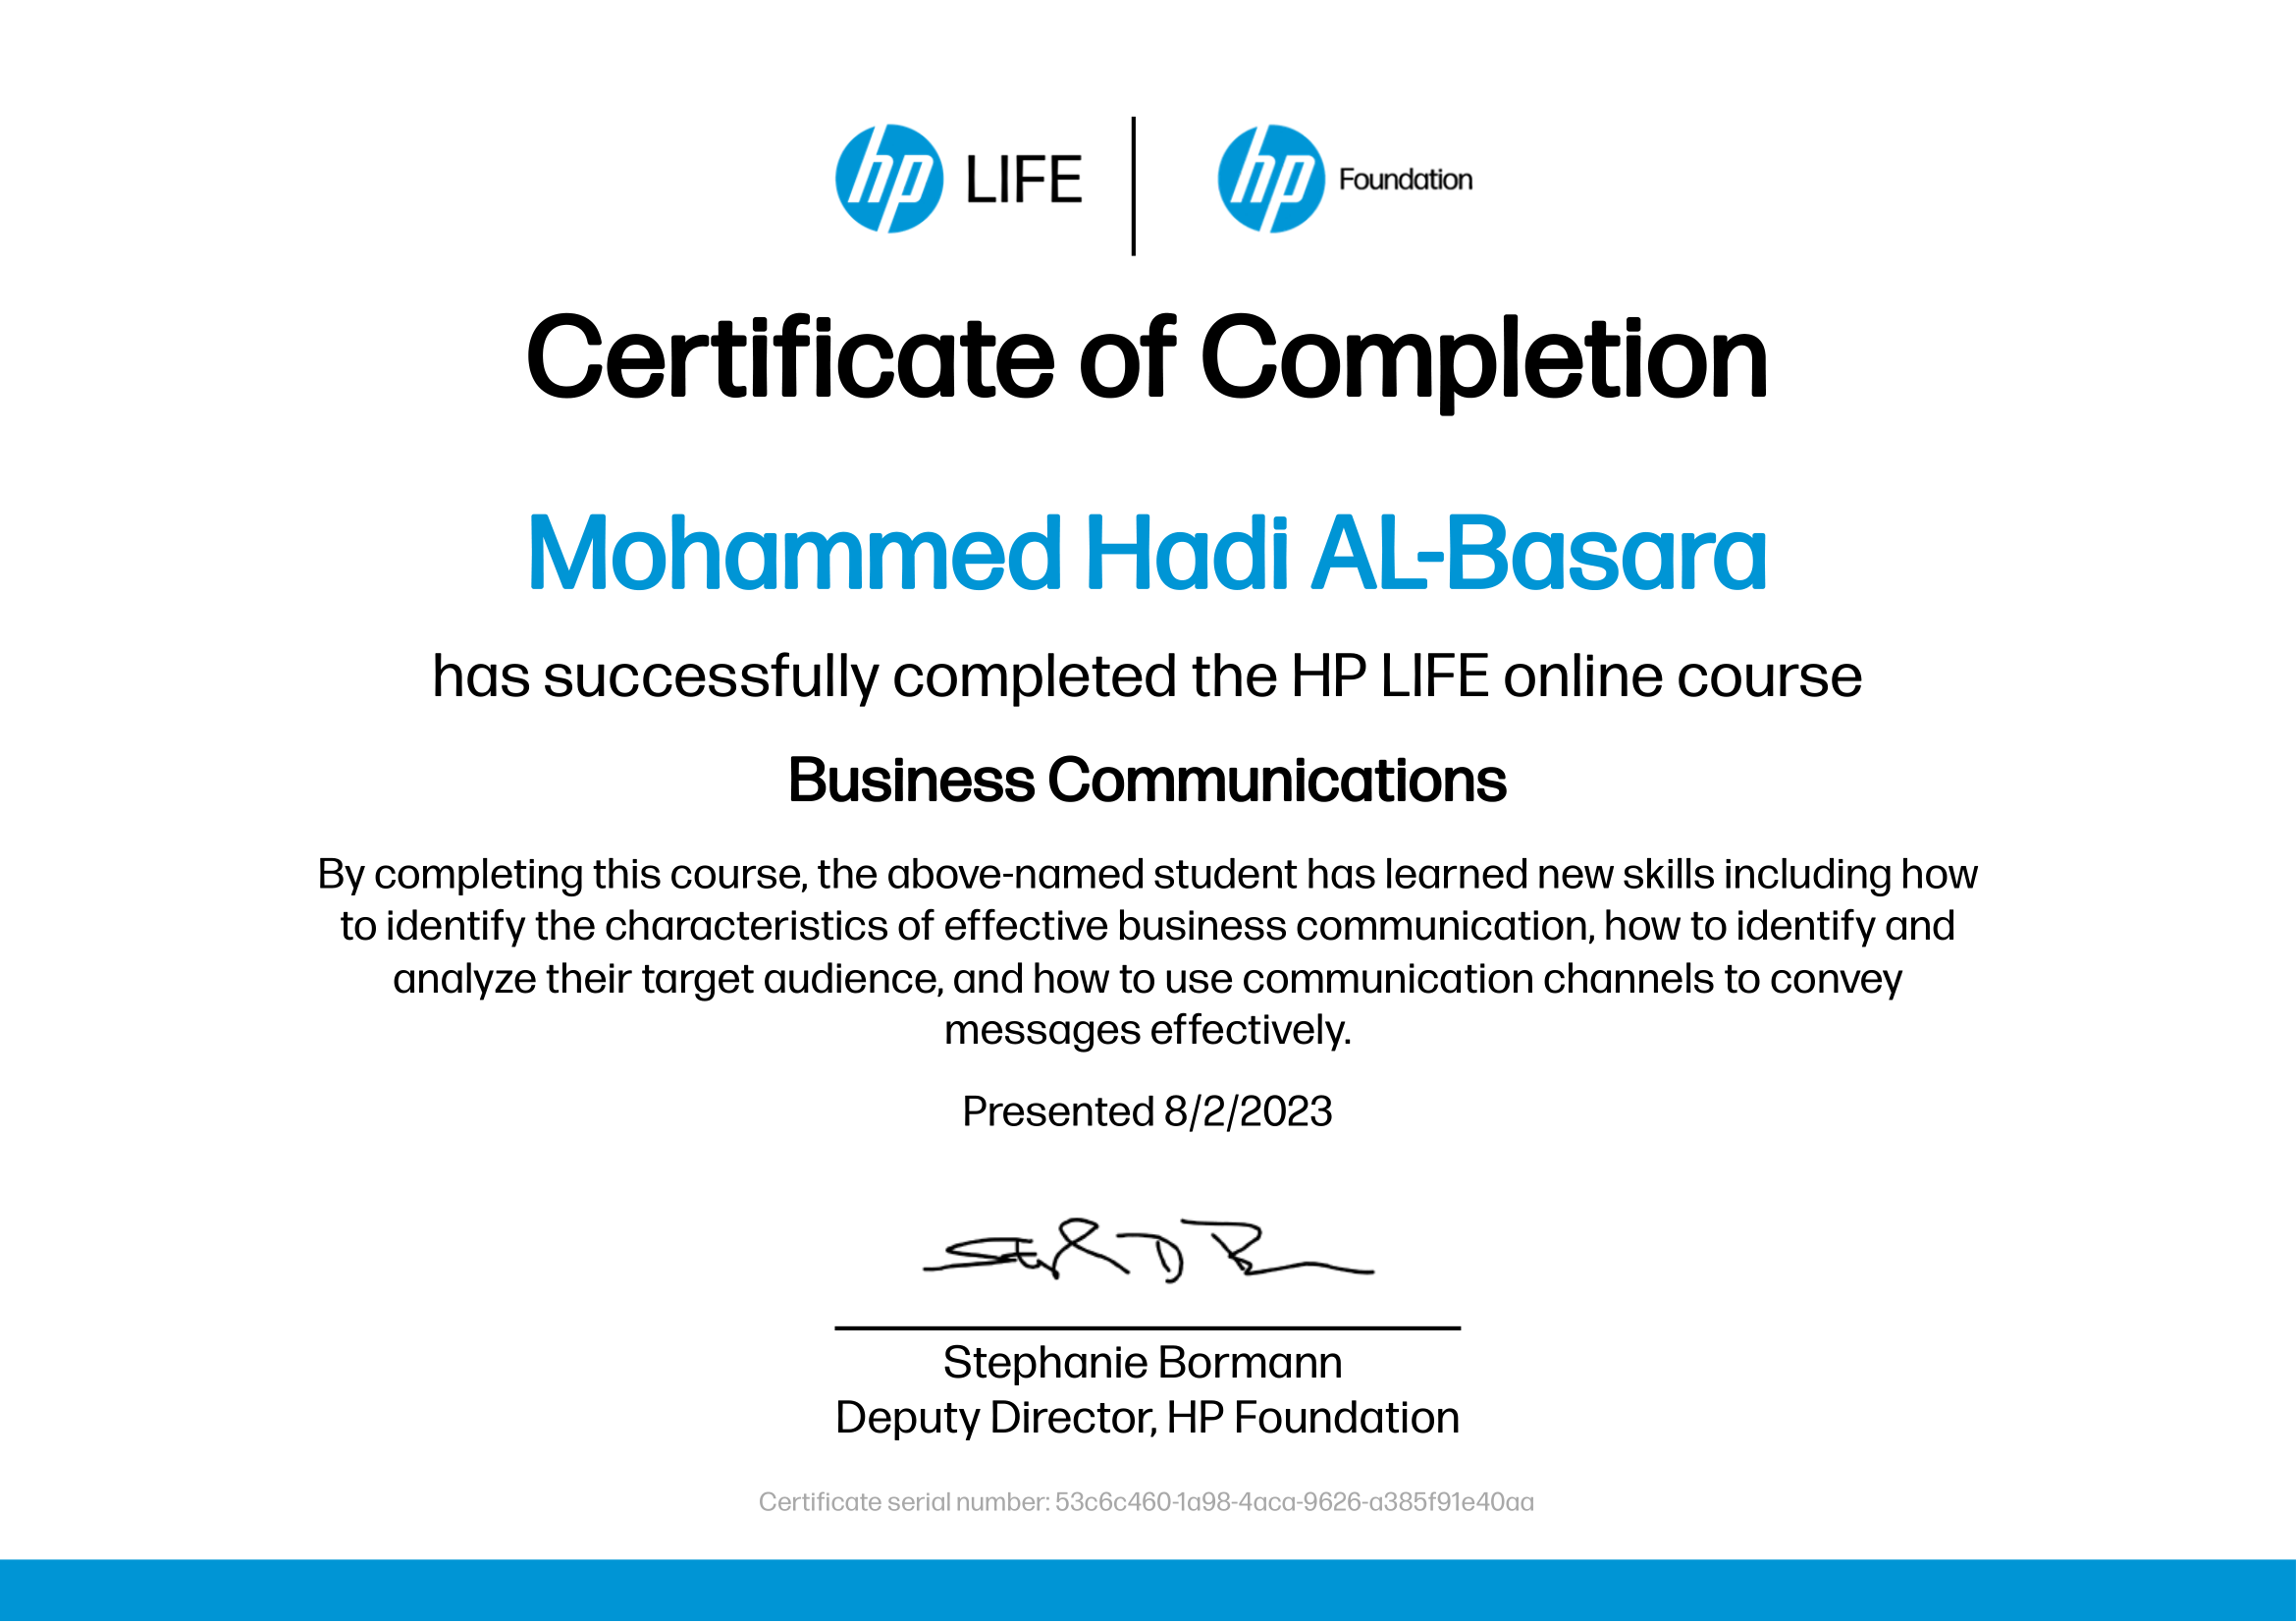 hp LIFE
hp Foundation
Certificate of Completion
Mohammed Hadi AL-Basara
has successfully completed the HP LIFE online course
Business Communications
By completing this course, the above-named student has learned new skills including how
to identify the characteristics of effective business communication, how to identify and
analyze their target audience, and how to use communication channels to convey
messages effectively.
Presented 8/2/2023
Stephanie Bormann
Deputy Director, HP Foundation
Certificate serial number: 53c6c460-1a98-4aca-9626-a385f91e40aa